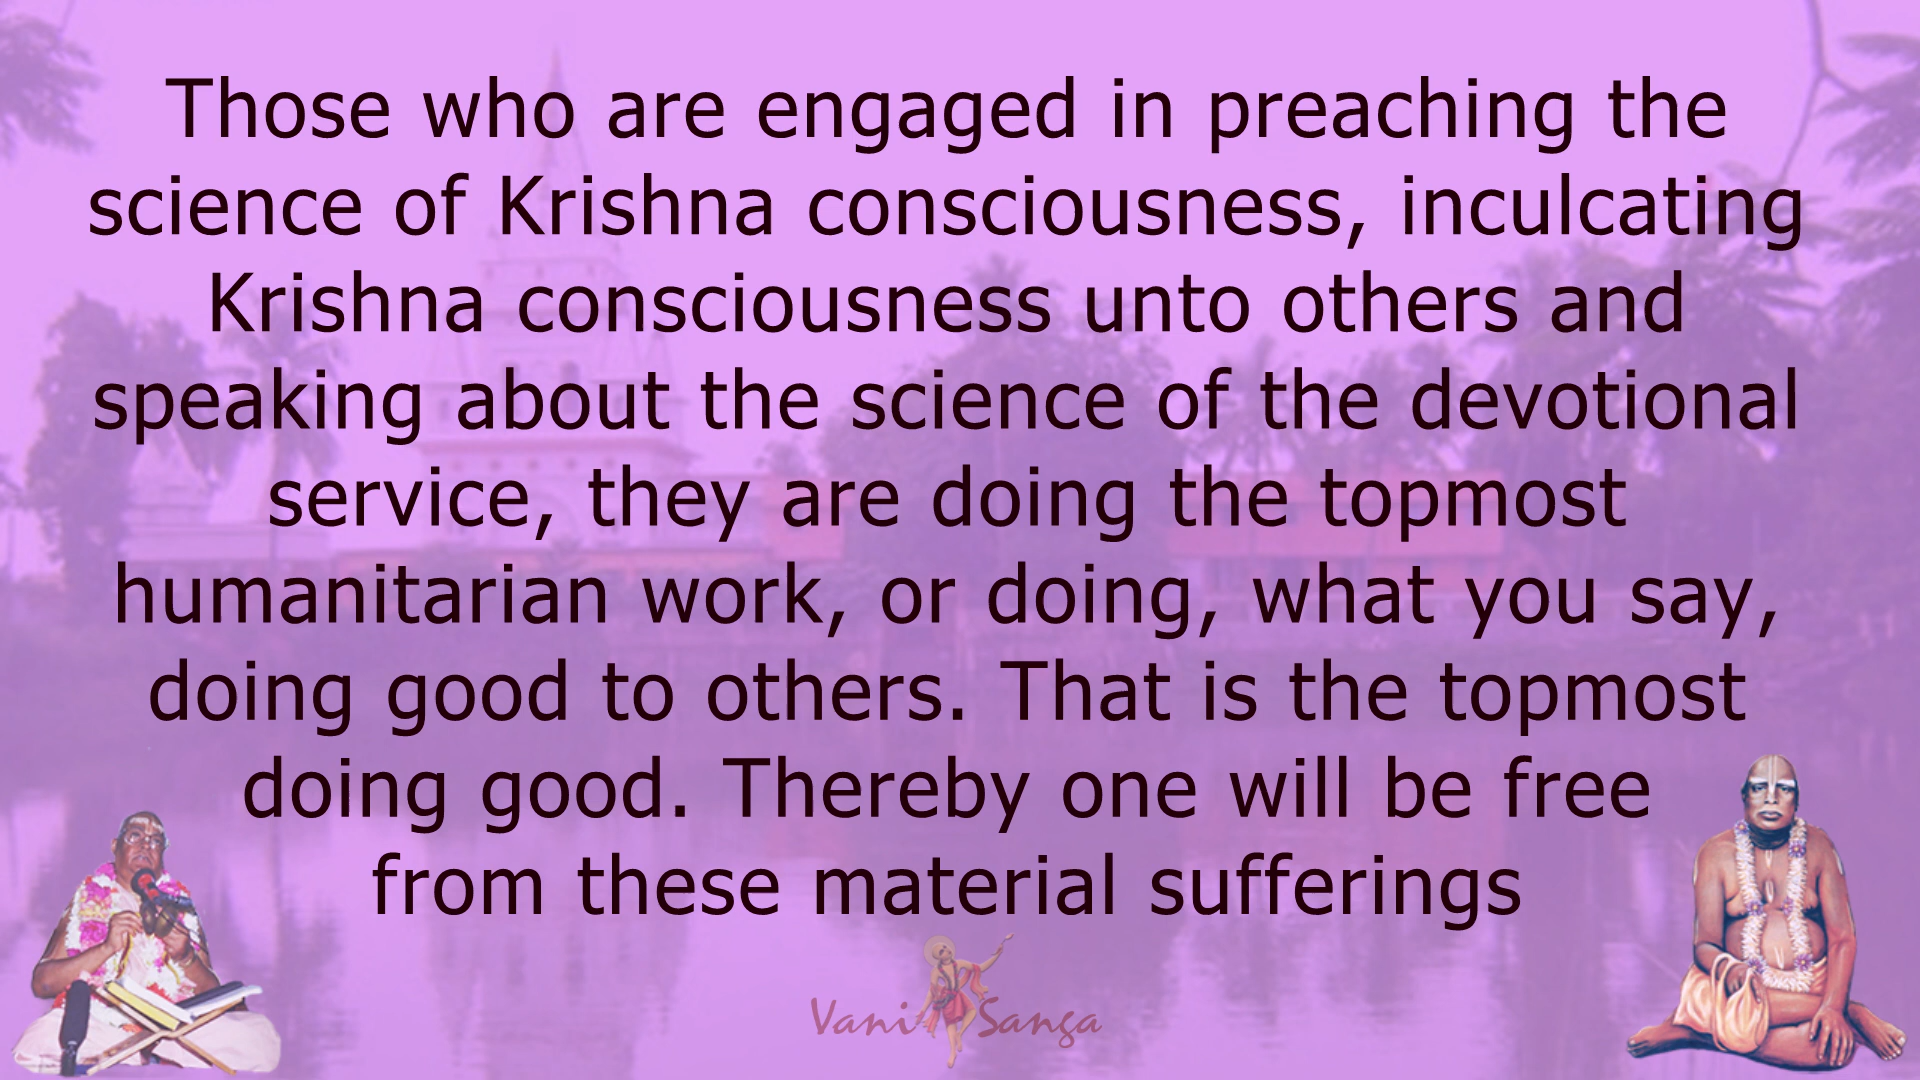 Those who are engaged in preaching the
science of Krishna consciousness, inculcating
Krishna consciousness unto others and
speaking about the science of the devotional
service, they are doing the topmost
humanitarian work, or doing, what you say,
doing good to others. That is the topmost
doing good. Thereby one will be free
from these material sufferings
Vani Sanga